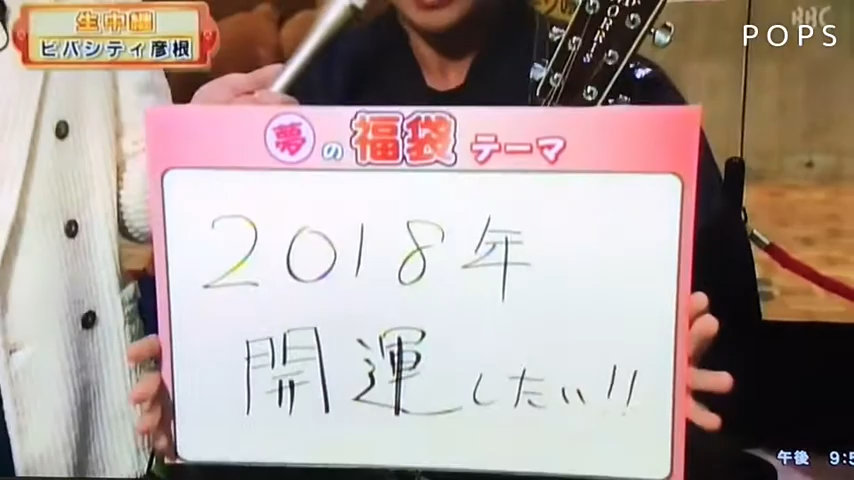 生中継
ビバシティ彦根
BBC
POPS
夢の福袋テーマ
2018年
開運したい!!
午後 9:5